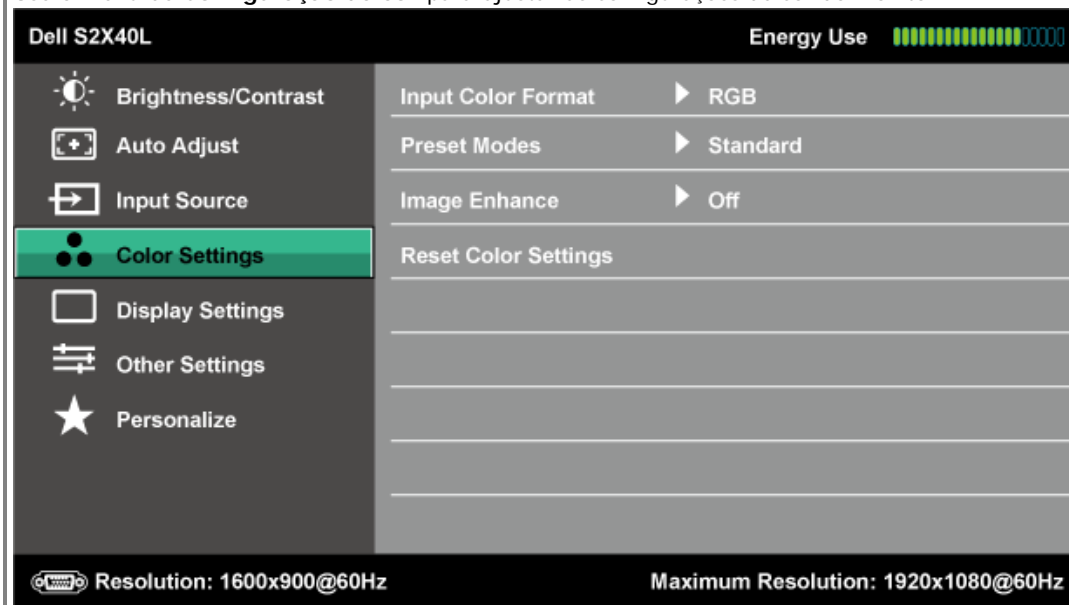 Dell S2X40L Energy Use
Brightness/Contrast
Auto Adjust
Input Source
Color Settings
Display Settings
Other Settings
Personalize
Input Color Format RGB
Preset Modes Standard
Image Enhance Off
Reset Color Settings
Resolution: 1600x900@60Hz Maximum Resolution: 1920x1080@60Hz